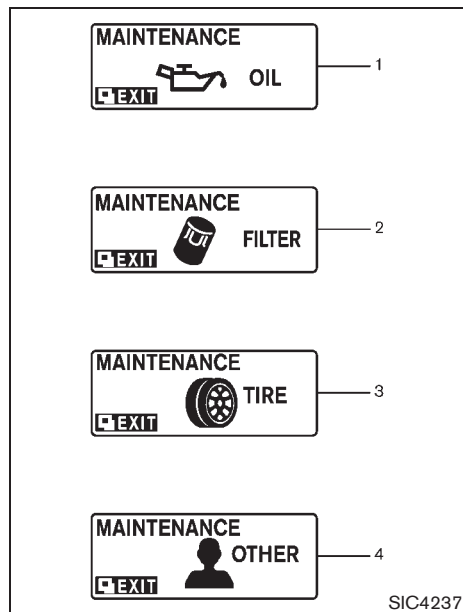 MAINTENANCE
OIL
EXIT
1
MAINTENANCE
FILTER
EXIT
2
MAINTENANCE
TIRE
EXIT
3
MAINTENANCE
OTHER
EXIT
4
SIC4237